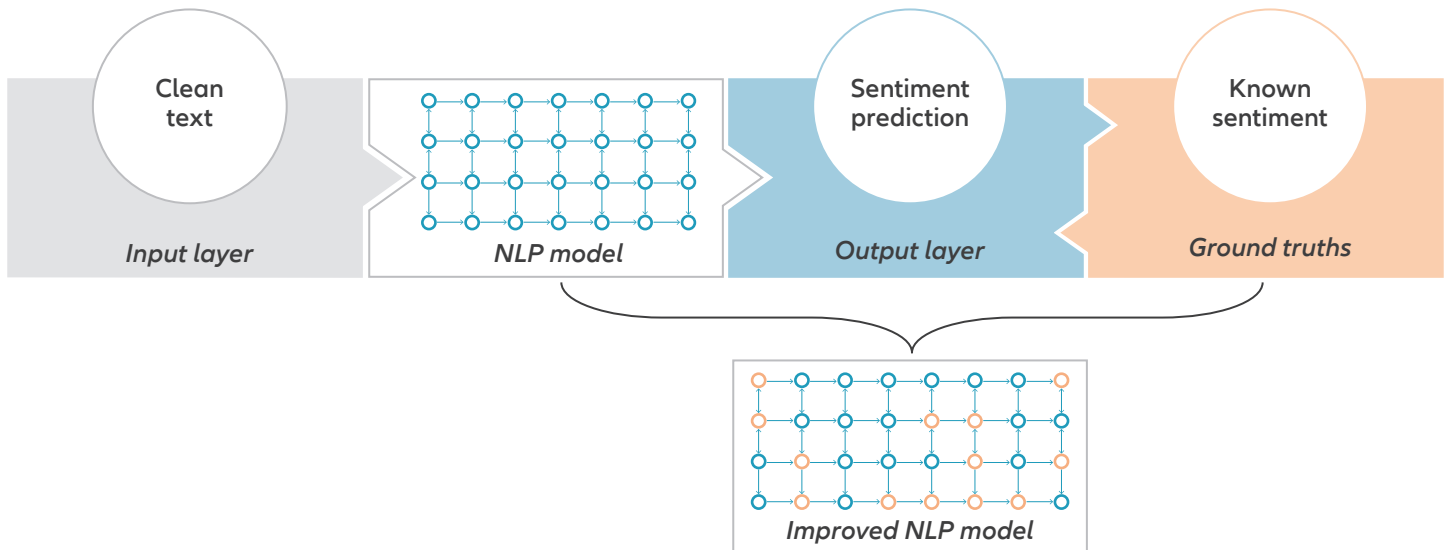 Clean
text
Input layer
NLP model
Sentiment
prediction
Output layer
Known
sentiment
Ground truths
Improved NLP model